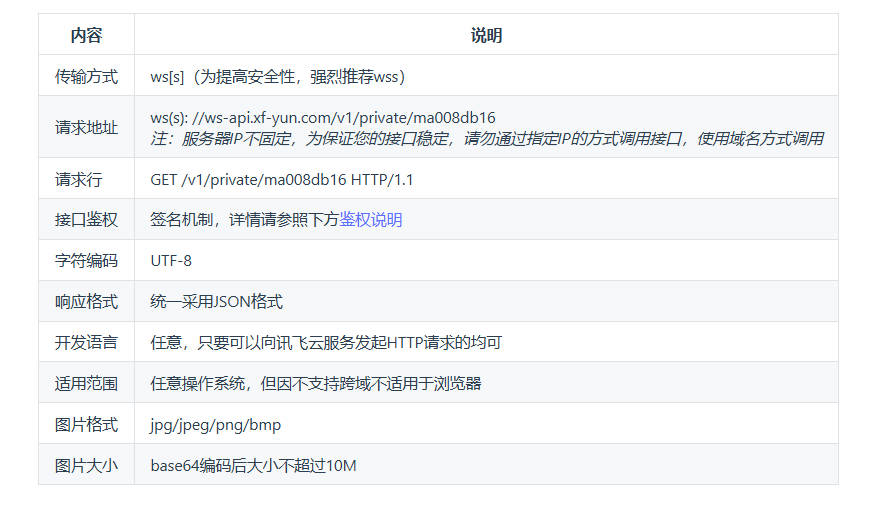 内容 说明
传输方式 ws[s]（为提高安全性，强烈推荐wss）
请求地址 ws(s): //ws-api.xf-yun.com/v1/private/ma008db16
注：服务器IP不固定，为保证您的接口稳定，请勿通过指定IP的方式调用接口，使用域名方式调用
请求行 GET /v1/private/ma008db16 HTTP/1.1
接口鉴权 签名机制，详情请参照下方鉴权说明
字符编码 UTF-8
响应格式 统一采用JSON格式
开发语言 任意，只要可以向讯飞云服务发起HTTP请求的均可
适用范围 任意操作系统，但因不支持跨域不适用于浏览器
图片格式 jpg/jpeg/png/bmp
图片大小 base64编码后大小不超过10M